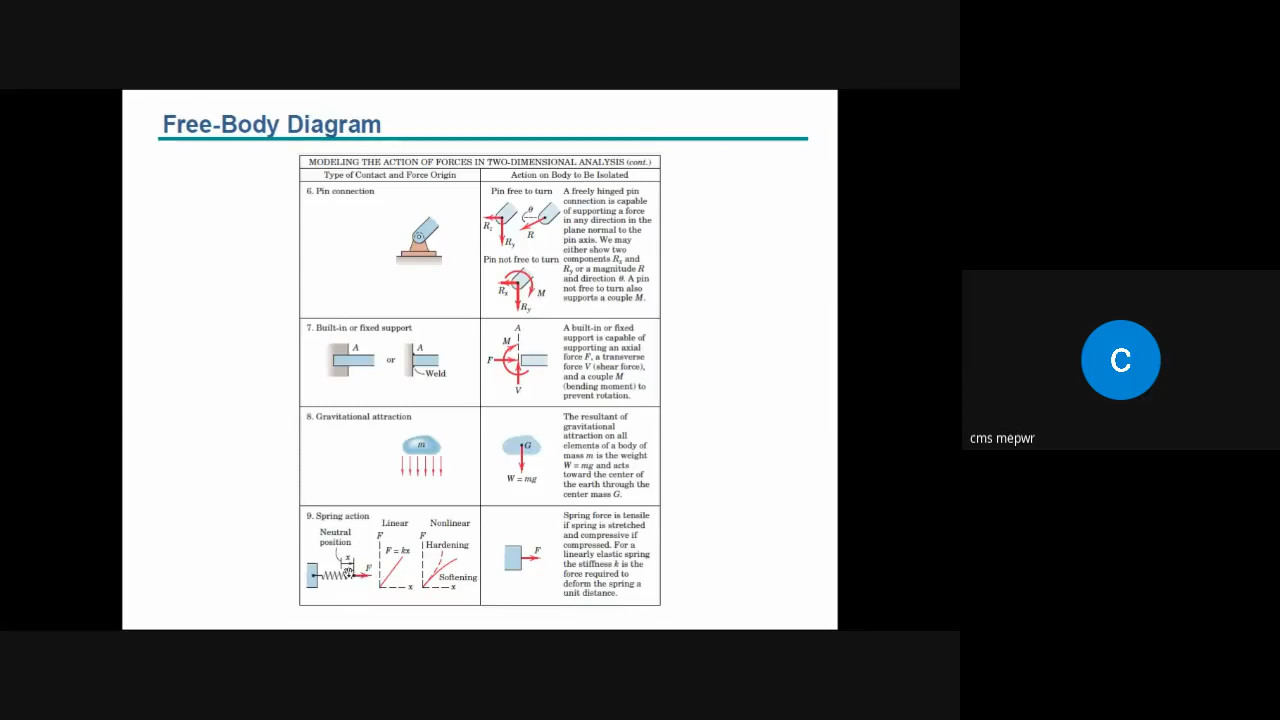 Free-Body Diagram
MODELING THE ACTION OF FORCES IN TWO-DIMENSIONAL ANALYSIS (cont.)
Type of Contact and Force Origin
Action on Body to Be Isolated
6. Pin connection
Pin free to turn
θ
Rx
Ry
R
Pin not free to turn
Rx
M
Ry
A freely hinged pin
connection is capable
of supporting a force
in any direction in the
plane normal to the
pin axis. We may
either show two
components Rx and
Ry or a magnitude R
and direction θ. A pin
not free to turn also
supports a couple M.
7. Built-in or fixed support
A
or
A
Weld
A
M
F
V
A built-in or fixed
support is capable of
supporting an axial
force F, a transverse
force V (shear force),
and a couple M
(bending moment) to
prevent rotation.
8. Gravitational attraction
m
G
W = mg
The resultant of
gravitational
attraction on all
elements of a body of
mass m is the weight
W = mg and acts
toward the center of
the earth through the
center mass G.
9. Spring action
Neutral
position
x
F
Linear
F
F = kx
x
Nonlinear
F
Hardening
Softening
x
F
Spring force is tensile
if spring is stretched
and compressive if
compressed. For a
linearly elastic spring
the stiffness k is the
force required to
deform the spring a
unit distance.
C
cms mepwr